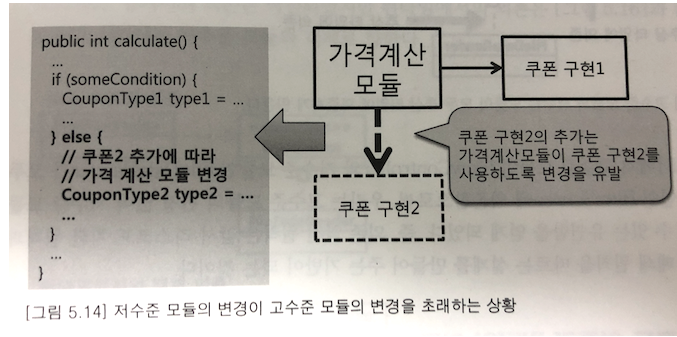 public int calculate() {
...
if (someCondition) {
CouponType1 type1 = ...
...
} else {
// 쿠폰2 추가에 따라
// 가격 계산 모듈 변경
CouponType2 type2 = ...
...
}
...
}
가격계산
모듈
쿠폰 구현1
쿠폰 구현2의 추가는
가격계산모듈이 쿠폰 구현2를
사용하도록 변경을 유발
쿠폰 구현2
[그림 5.14] 저수준 모듈의 변경이 고수준 모듈의 변경을 초래하는 상황